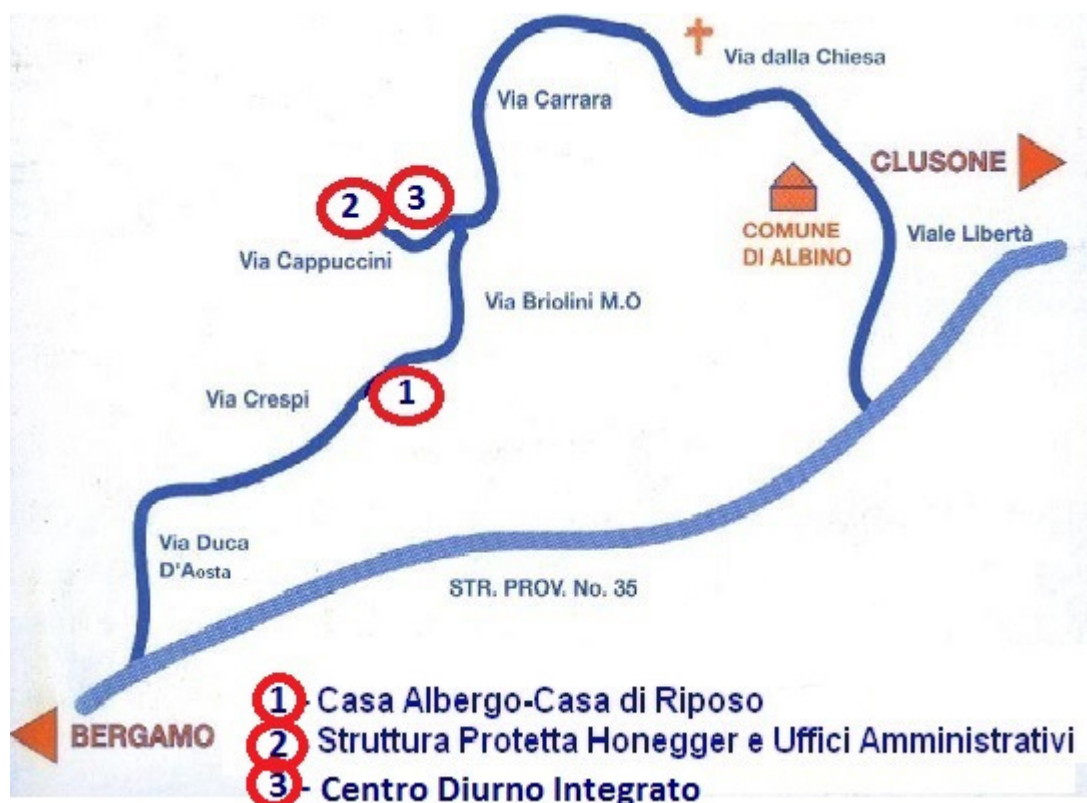 Via dalla Chiesa
Via Carrara
CLUSONE
2
3
COMUNE
DI ALBINO
Viale Libertà
Via Cappuccini
Via Briolini M.O
1
Via Crespi
Via Duca
D'Aosta
STR. PROV. No. 35
BERGAMO
1 - Casa Albergo-Casa di Riposo
2 Struttura Protetta Honegger e Uffici Amministrativi
3 - Centro Diurno Integrato